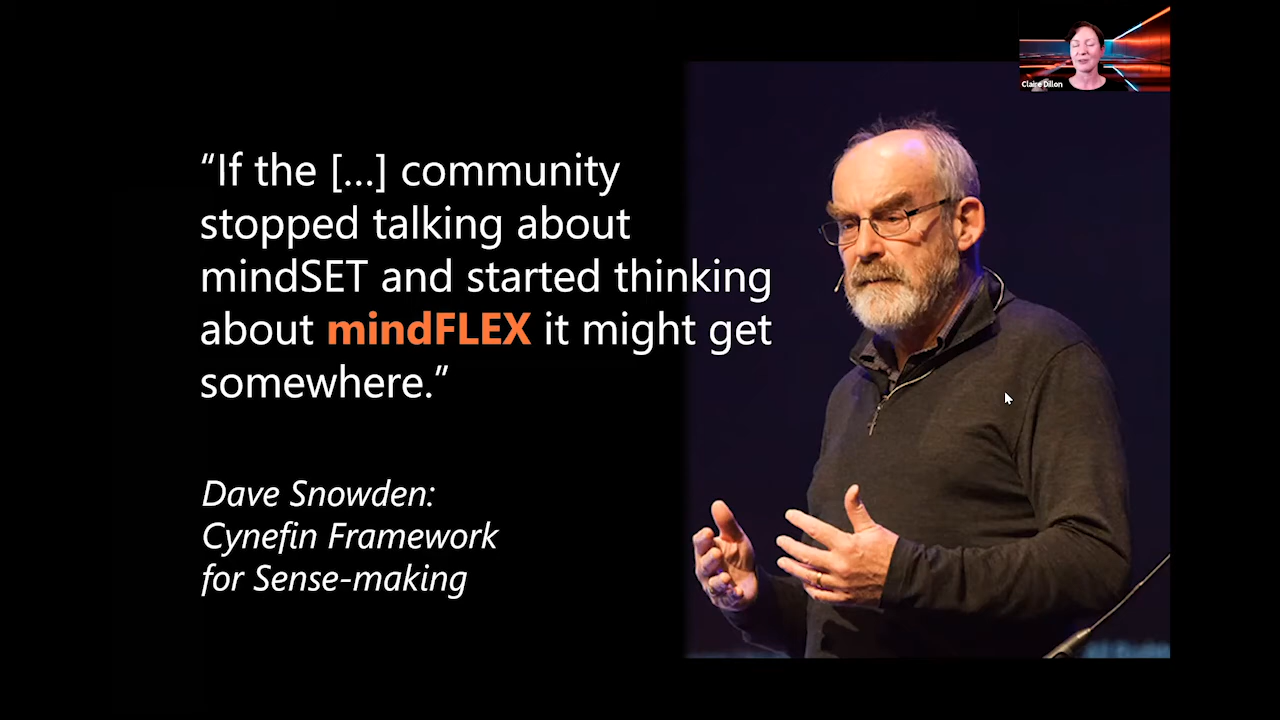 “If the […] community
stopped talking about
mindSET and started thinking
about mindFLEX it might get
somewhere.”
Dave Snowden:
Cynefin Framework
for Sense-making
Claire Dillon